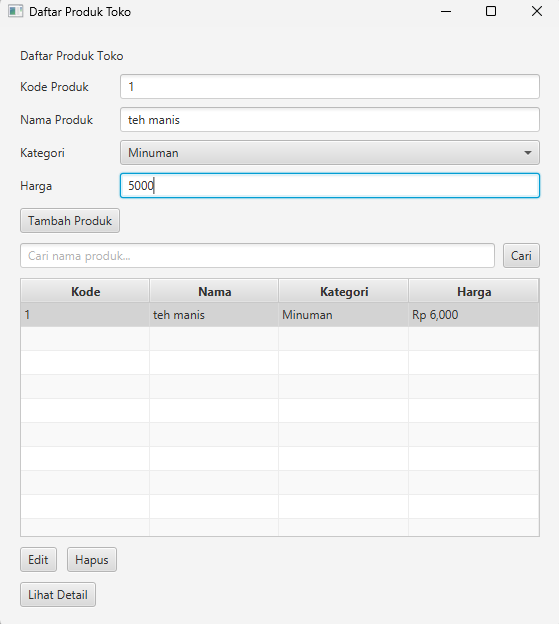 Daftar Produk Toko
Daftar Produk Toko
Kode Produk 1
Nama Produk teh manis
Kategori Minuman
Harga 5000
Tambah Produk
Cari nama produk... Cari
Kode Nama Kategori Harga
1 teh manis Minuman Rp 6,000
Edit Hapus
Lihat Detail